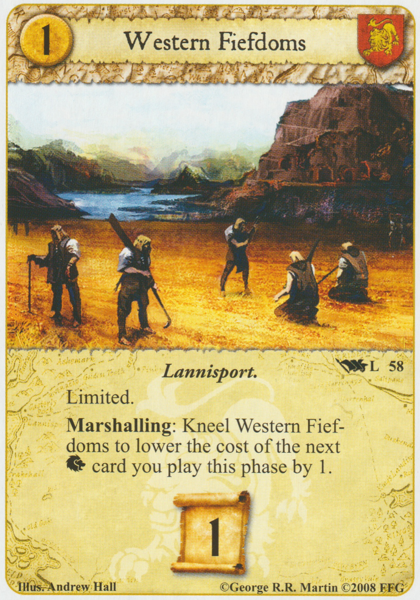 1 Western Fiefdoms
Lannisport.
L 58
Limited.
Marshalling: Kneel Western Fief-
doms to lower the cost of the next
card you play this phase by 1.
1
Illus. Andrew Hall ©George R.R. Martin ©2008 FFG